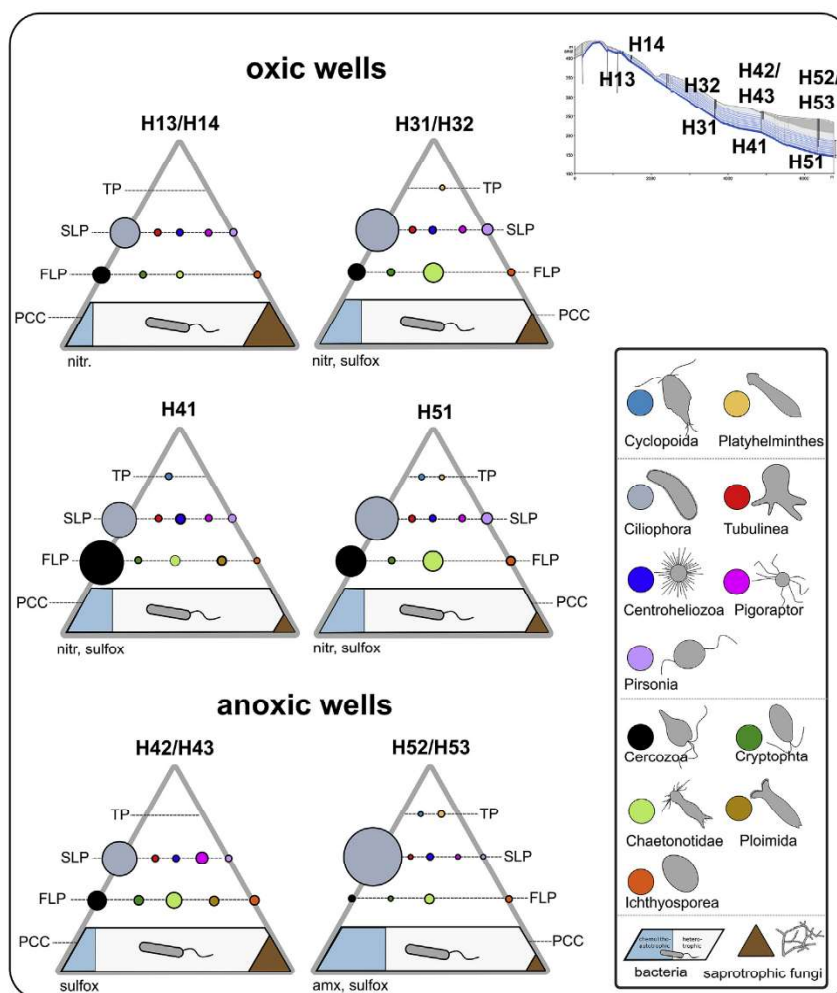 oxic wells
H13/H14
TP
SLP
FLP
PCC
nitr.
H31/H32
TP
SLP
FLP
PCC
nitr, sulfox
H14
H13
H32
H31
H42/
H43
H41
H52/
H53
H51
H41
TP
SLP
FLP
PCC
nitr, sulfox
H51
TP
SLP
FLP
PCC
nitr, sulfox
anoxic wells
H42/H43
TP
SLP
FLP
PCC
sulfox
H52/H53
TP
SLP
FLP
PCC
amx, sulfox
Cyclopoida Platyhelminthes
Ciliophora Tubulinea
Centroheliozoa Pigoraptor
Pirsonia
Cercozoa Cryptophta
Chaetonotidae Ploimida
Ichthyosporea
chemolitho- hetero-
autotrophic trophic
bacteria saprotrophic fungi